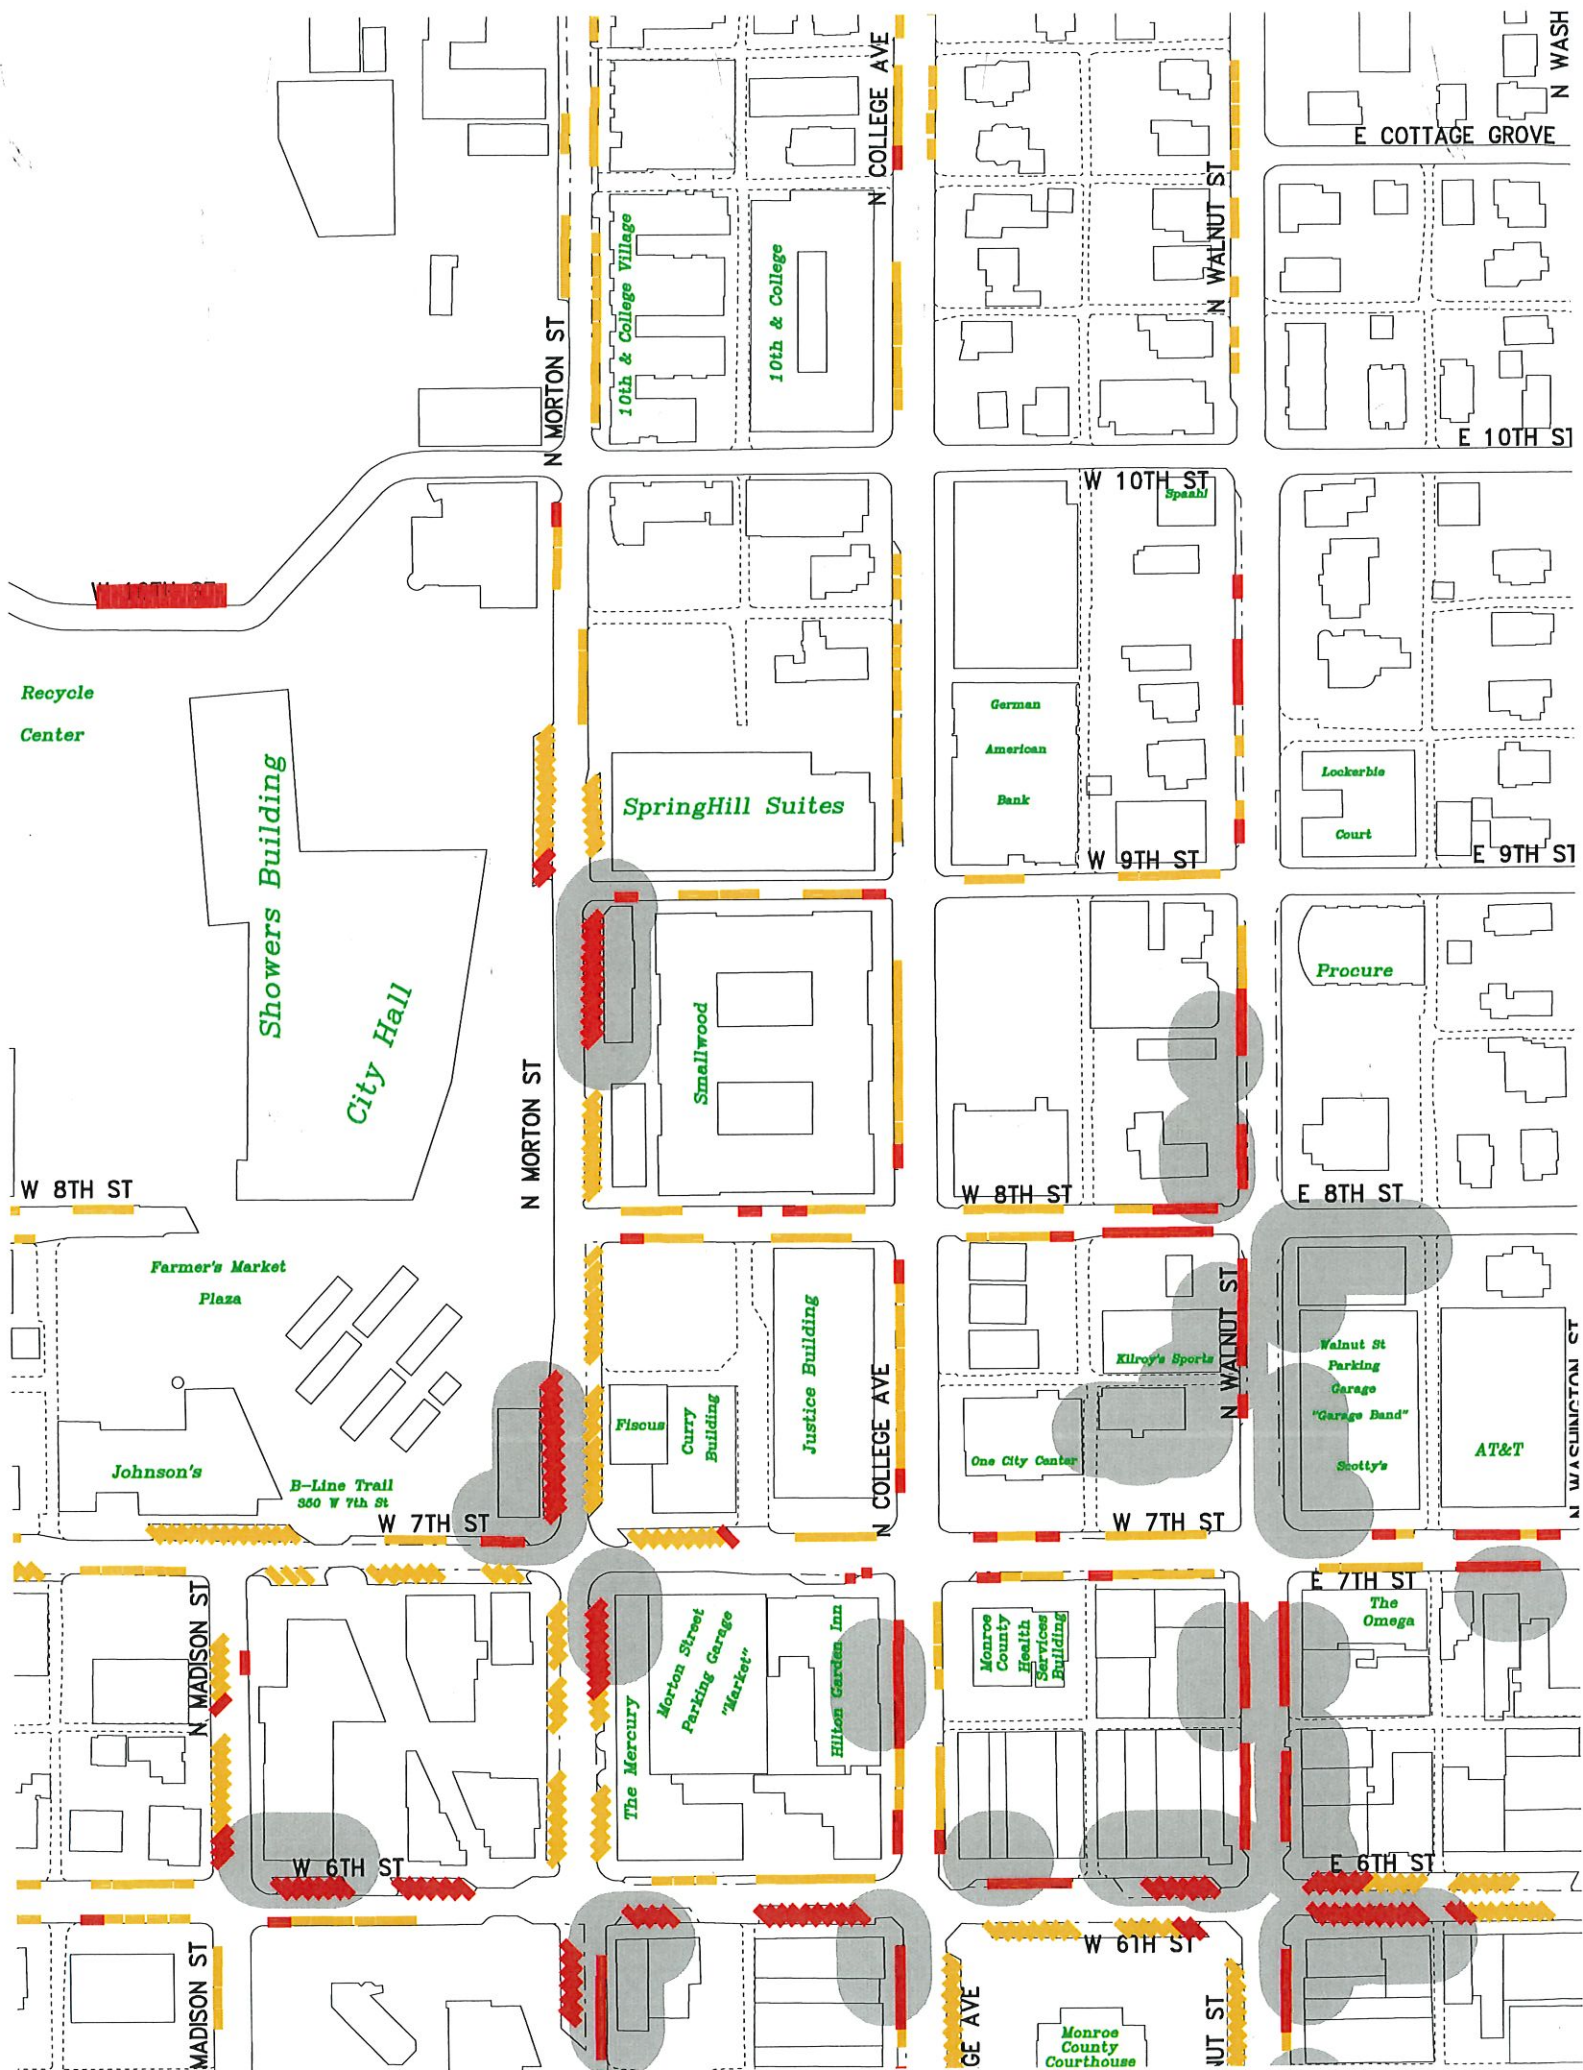 N WASH
N COLLEGE AVE
E COTTAGE GROVE
N WALNUT ST
10th & College Village
10th & College
N MORTON ST
E 10TH ST
W 10TH ST
Spaahl
Recycle
Center
German
American
Bank
Showers Building
SpringHill Suites
Lockerbie
Court
W 9TH ST
E 9TH ST
Procure
City Hall
Smallwood
N MORTON ST
W 8TH ST
W 8TH ST
E 8TH ST
Farmer's Market
Plaza
Justice Building
N WALNUT ST
Kilroy's Sports
Walnut St
Parking
Garage
"Garage Band"
Scotty's
N WASHINGTON ST
Fiscus
Curry
Building
N COLLEGE AVE
One City Center
AT&T
Johnson's
B-Line Trail
350 W 7th St
W 7TH ST
W 7TH ST
E 7TH ST
The
Omega
N MADISON ST
Morton Street
Parking Garage
"Market"
Hilton Garden Inn
Monroe
County
Health
Services
Building
The Mercury
W 6TH ST
E 6TH ST
W 6TH ST
MADISON ST
GE AVE
NUT ST
Monroe
County
Courthouse